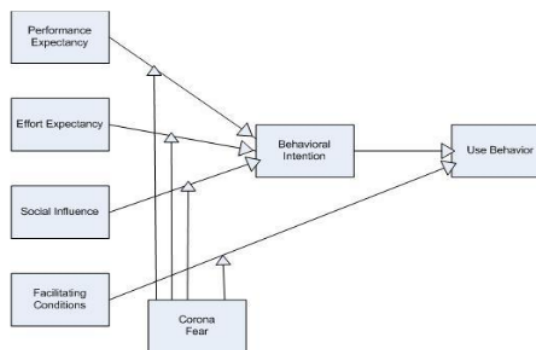 Performance
Expectancy
Effort Expectancy
Behavioral
Intention
Use Behavior
Social Influence
Facilitating
Conditions
Corona
Fear